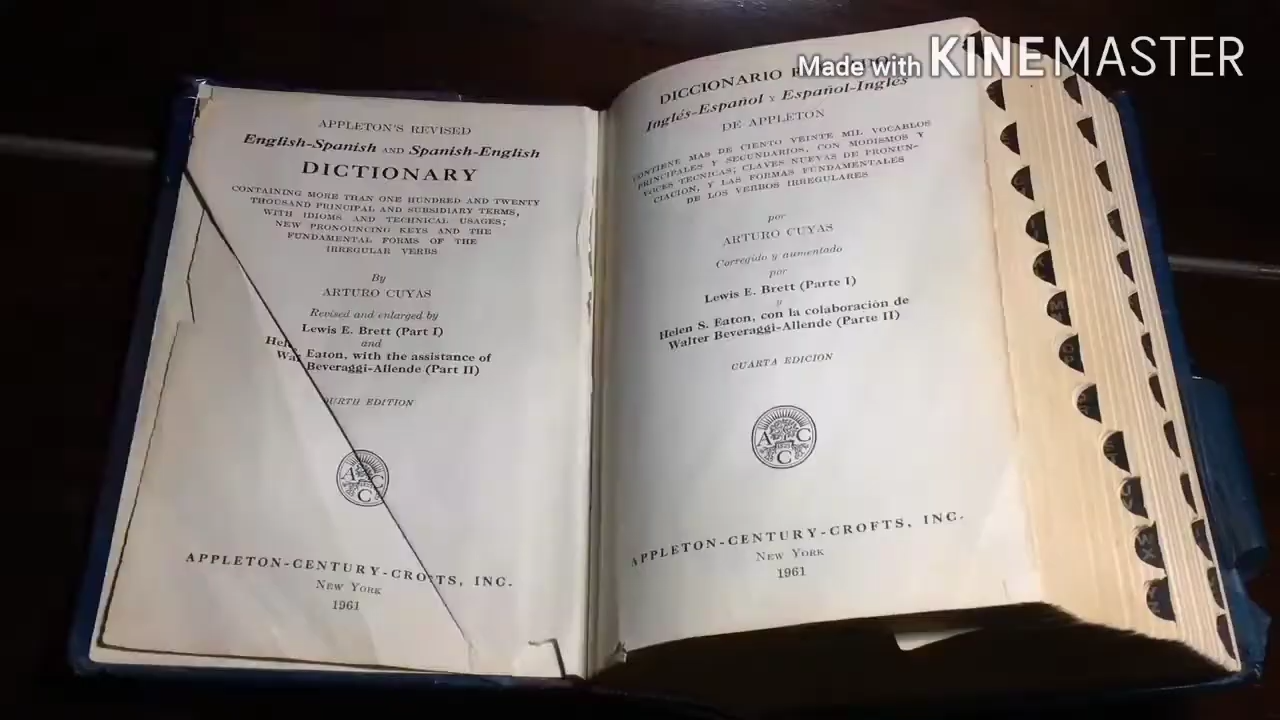 Made with KINEMASTER
APPLETON'S REVISED
English-Spanish AND Spanish-English
DICTIONARY
CONTAINING MORE THAN ONE HUNDRED AND TWENTY
THOUSAND PRINCIPAL AND SUBSIDIARY TERMS,
WITH IDIOMS AND TECHNICAL USAGES;
NEW PRONOUNCING KEYS AND THE
FUNDAMENTAL FORMS OF THE
IRREGULAR VERBS
By
ARTURO CUYAS
Revised and enlarged by
Lewis E. Brett (Part I)
and
Eaton, with the assistance of
Beveraggi-Allende (Part II)
EDITION
A C C
APPLETON-CENTURY-CROFTS, INC.
NEW YORK
1961
DICCIONARIO
Inglés-Español Y Español-Inglés
DE APPLETON
CONTIENE MAS DE CIENTO VEINTE MIL VOCABLOS
PRINCIPALES Y SECUNDARIOS, CON MODISMOS Y
VOCES TECNICAS; CLAVES NUEVAS DE PRONUN-
CIACION, Y LAS FORMAS FUNDAMENTALES
DE LOS VERBOS IRREGULARES
por
ARTURO CUYAS
Corregido y aumentado
por
Lewis E. Brett (Parte I)
y
Helen S. Eaton, con la colaboración de
Walter Beveraggi-Allende (Parte II)
CUARTA EDICION
A C C
APPLETON-CENTURY-CROFTS, INC.
NEW YORK
1961